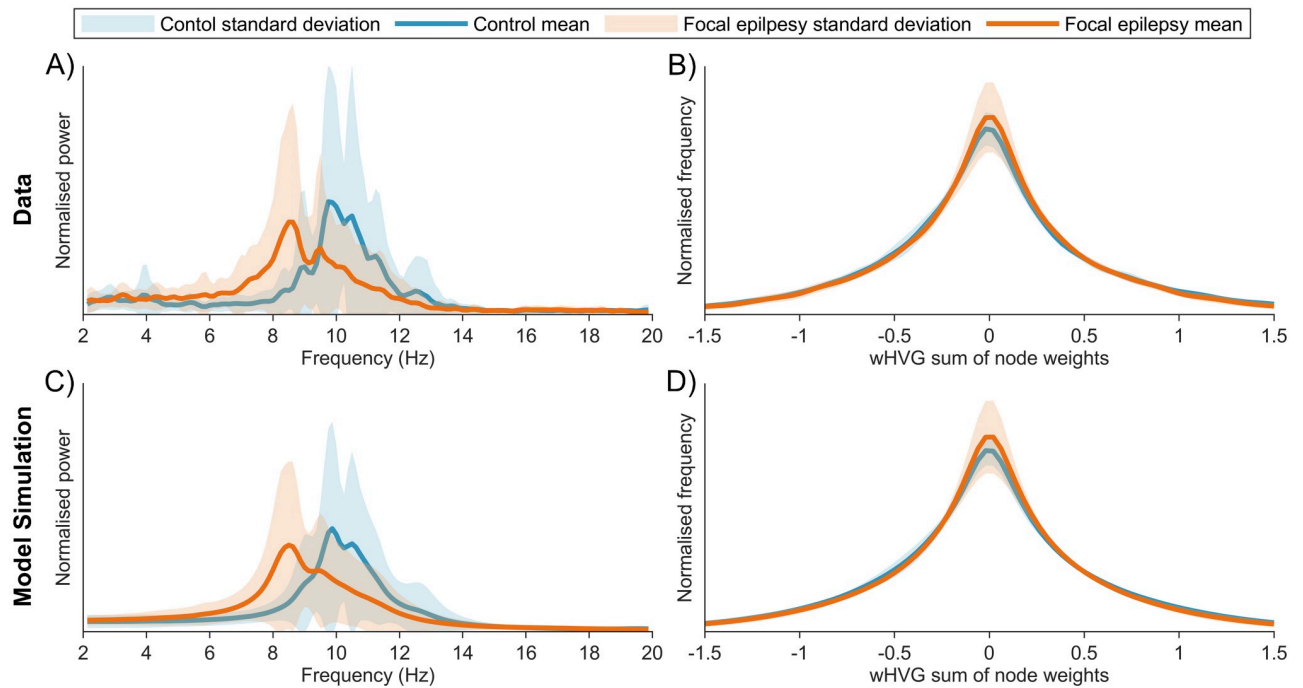 Contol standard deviation Control mean Focal epilpesy standard deviation Focal epilepsy mean
A)
Normalised power
Data
2 4 6 8 10 12 14 16 18 20
Frequency (Hz)
B)
Normalised frequency
-1.5 -1 -0.5 0 0.5 1 1.5
wHVG sum of node weights
C)
Normalised power
Model Simulation
2 4 6 8 10 12 14 16 18 20
Frequency (Hz)
D)
Normalised frequency
-1.5 -1 -0.5 0 0.5 1 1.5
wHVG sum of node weights